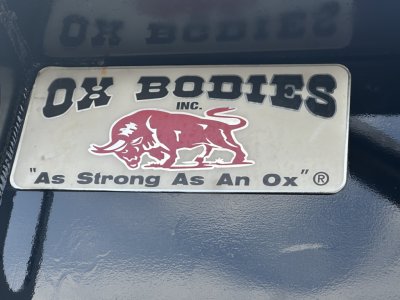 OX BODIES
INC.
"As Strong As An Ox"®